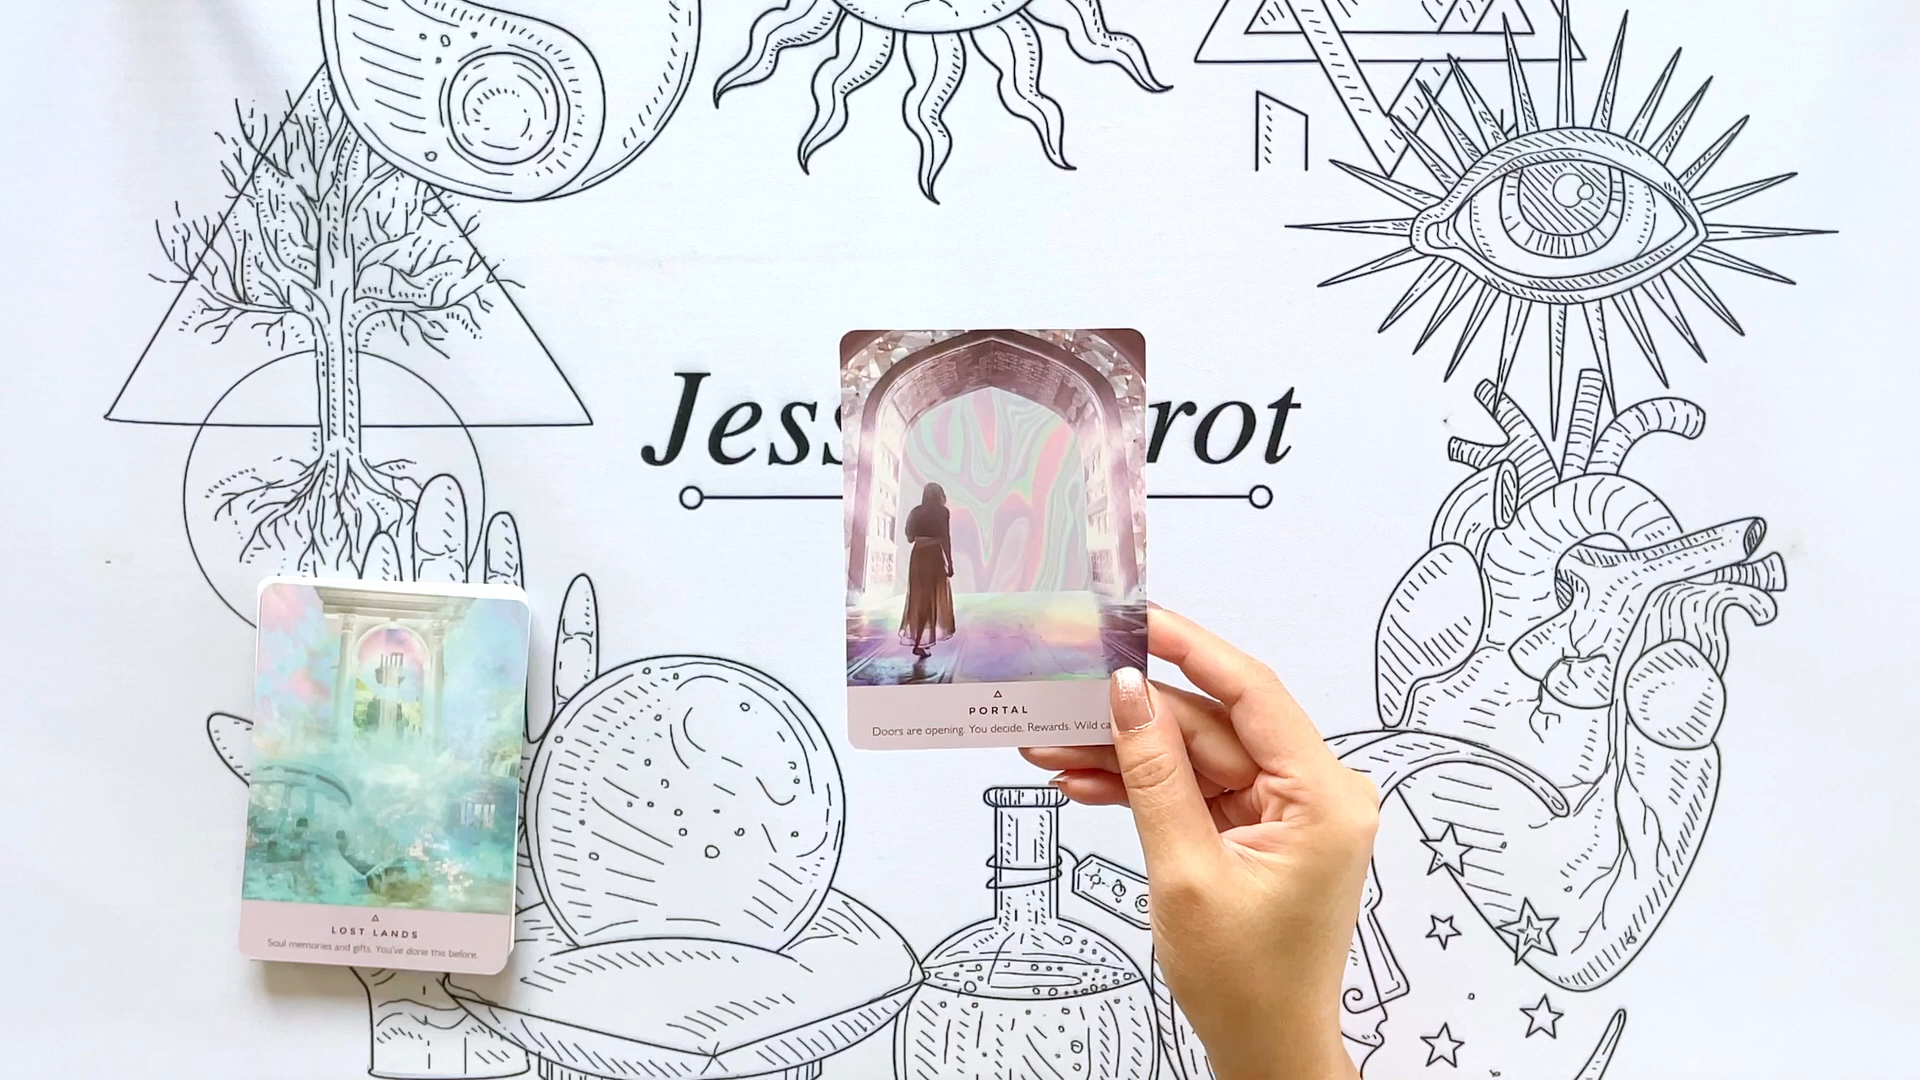 Jess rot
PORTAL
Doors are opening. You decide. Rewards. Wild
LOST LANDS
Soul memories and gifts. You've done this before.